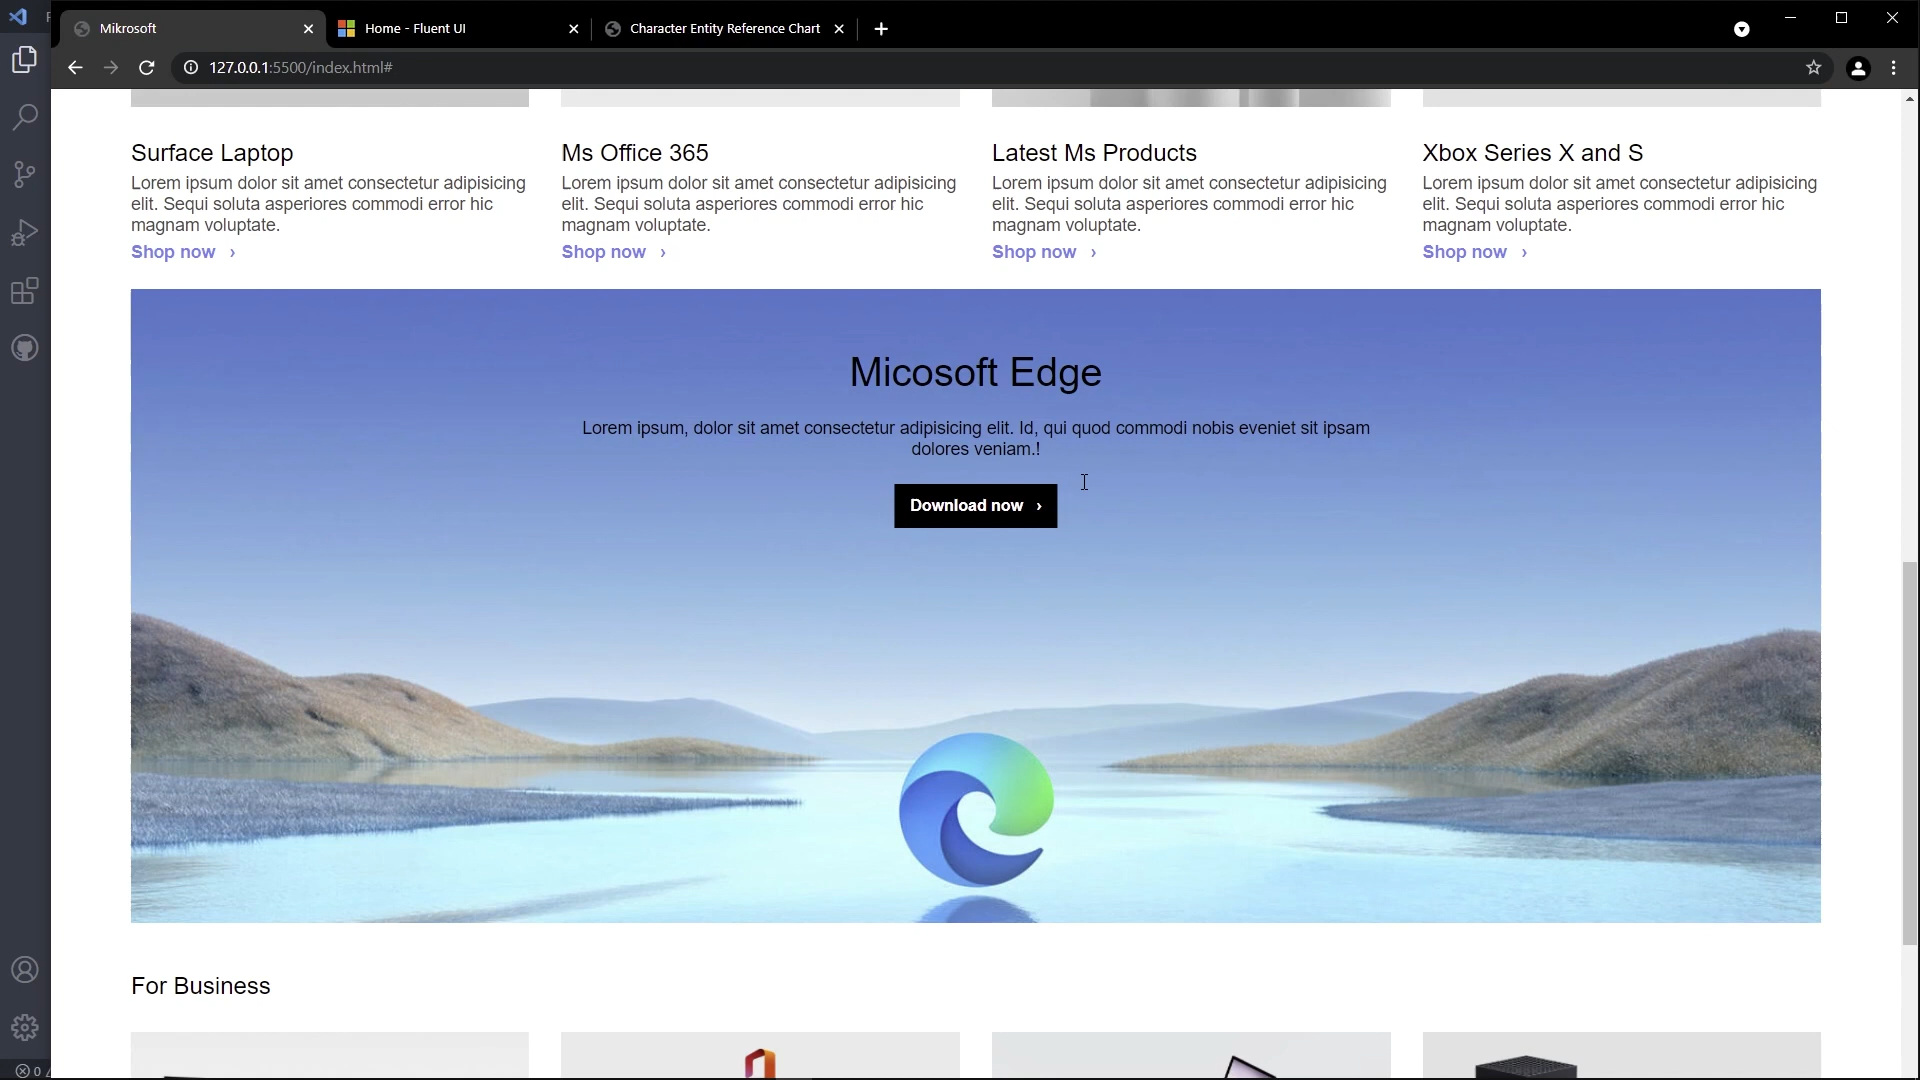 Mikrosoft
Home - Fluent UI
Character Entity Reference Chart
127.0.0.1:5500/index.html#
Surface Laptop
Lorem ipsum dolor sit amet consectetur adipisicing
elit. Sequi soluta asperiores commodi error hic
magnam voluptate.
Shop now ›
Ms Office 365
Lorem ipsum dolor sit amet consectetur adipisicing
elit. Sequi soluta asperiores commodi error hic
magnam voluptate.
Shop now ›
Latest Ms Products
Lorem ipsum dolor sit amet consectetur adipisicing
elit. Sequi soluta asperiores commodi error hic
magnam voluptate.
Shop now ›
Xbox Series X and S
Lorem ipsum dolor sit amet consectetur adipisicing
elit. Sequi soluta asperiores commodi error hic
magnam voluptate.
Shop now ›
Micosoft Edge
Lorem ipsum, dolor sit amet consectetur adipisicing elit. Id, qui quod commodi nobis eveniet sit ipsam
dolores veniam.!
Download now ›
For Business
0